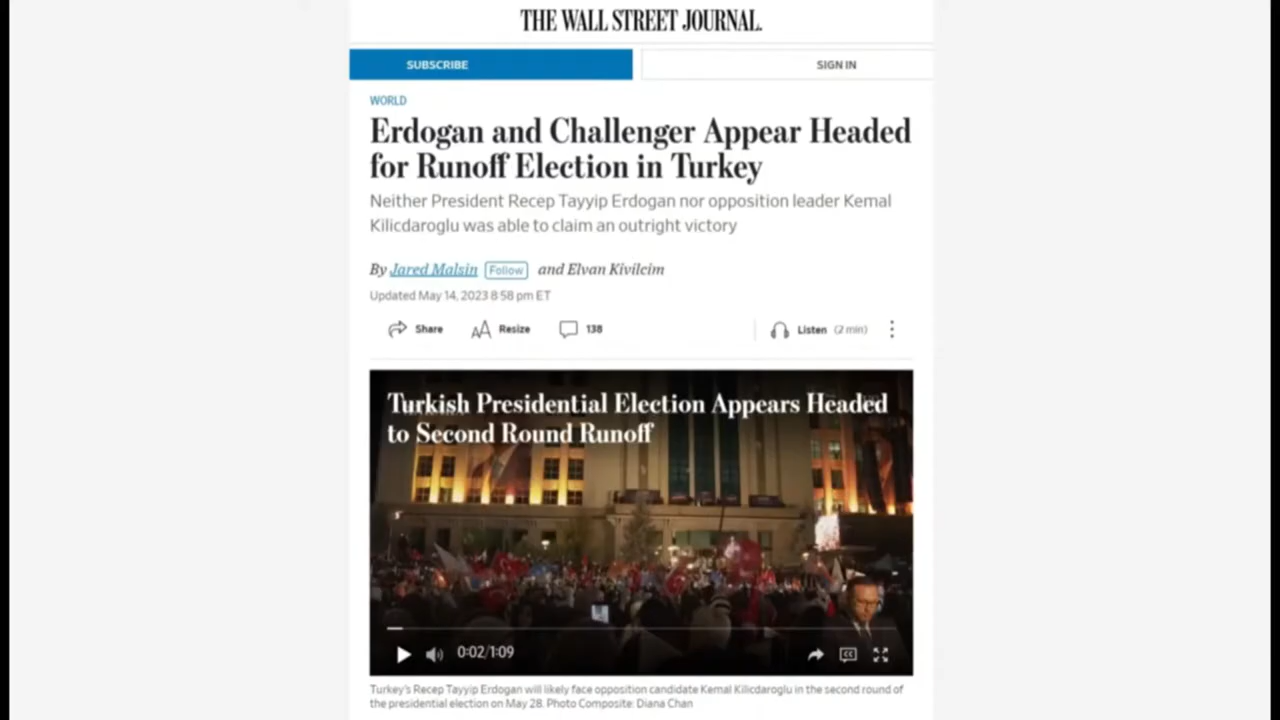 THE WALL STREET JOURNAL.
SUBSCRIBE
SIGN IN
WORLD
Erdogan and Challenger Appear Headed
for Runoff Election in Turkey
Neither President Recep Tayyip Erdogan nor opposition leader Kemal
Kilicdaroglu was able to claim an outright victory
By Jared Malsin Follow and Elvan Kivilcim
Updated May 14, 2023 8:58 pm ET
Share
Resize
138
Listen (2 min)
Turkish Presidential Election Appears Headed
to Second Round Runoff
0:02/1:09
CC
Turkey's Recep Tayyip Erdogan will likely face opposition candidate Kemal Kilicdaroglu in the second round of
the presidential election on May 28. Photo Composite: Diana Chan